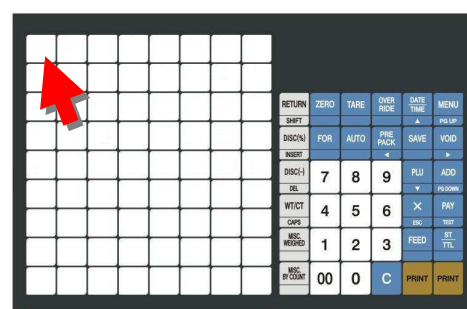 RETURN ZERO TARE OVER RIDE DATE TIME MENU
SHIFT ▲ PG UP
DISC(%) FOR AUTO PRE PACK SAVE VOID
INSERT ◄ ►
DISC(-) 7 8 9 PLU ADD
DEL ▼ PG DOWN
WT/CT 4 5 6 × PAY
CAPS ESC TEST
MISC. WEIGHED 1 2 3 FEED ST TTL
MISC. BY COUNT 00 0 C PRINT PRINT